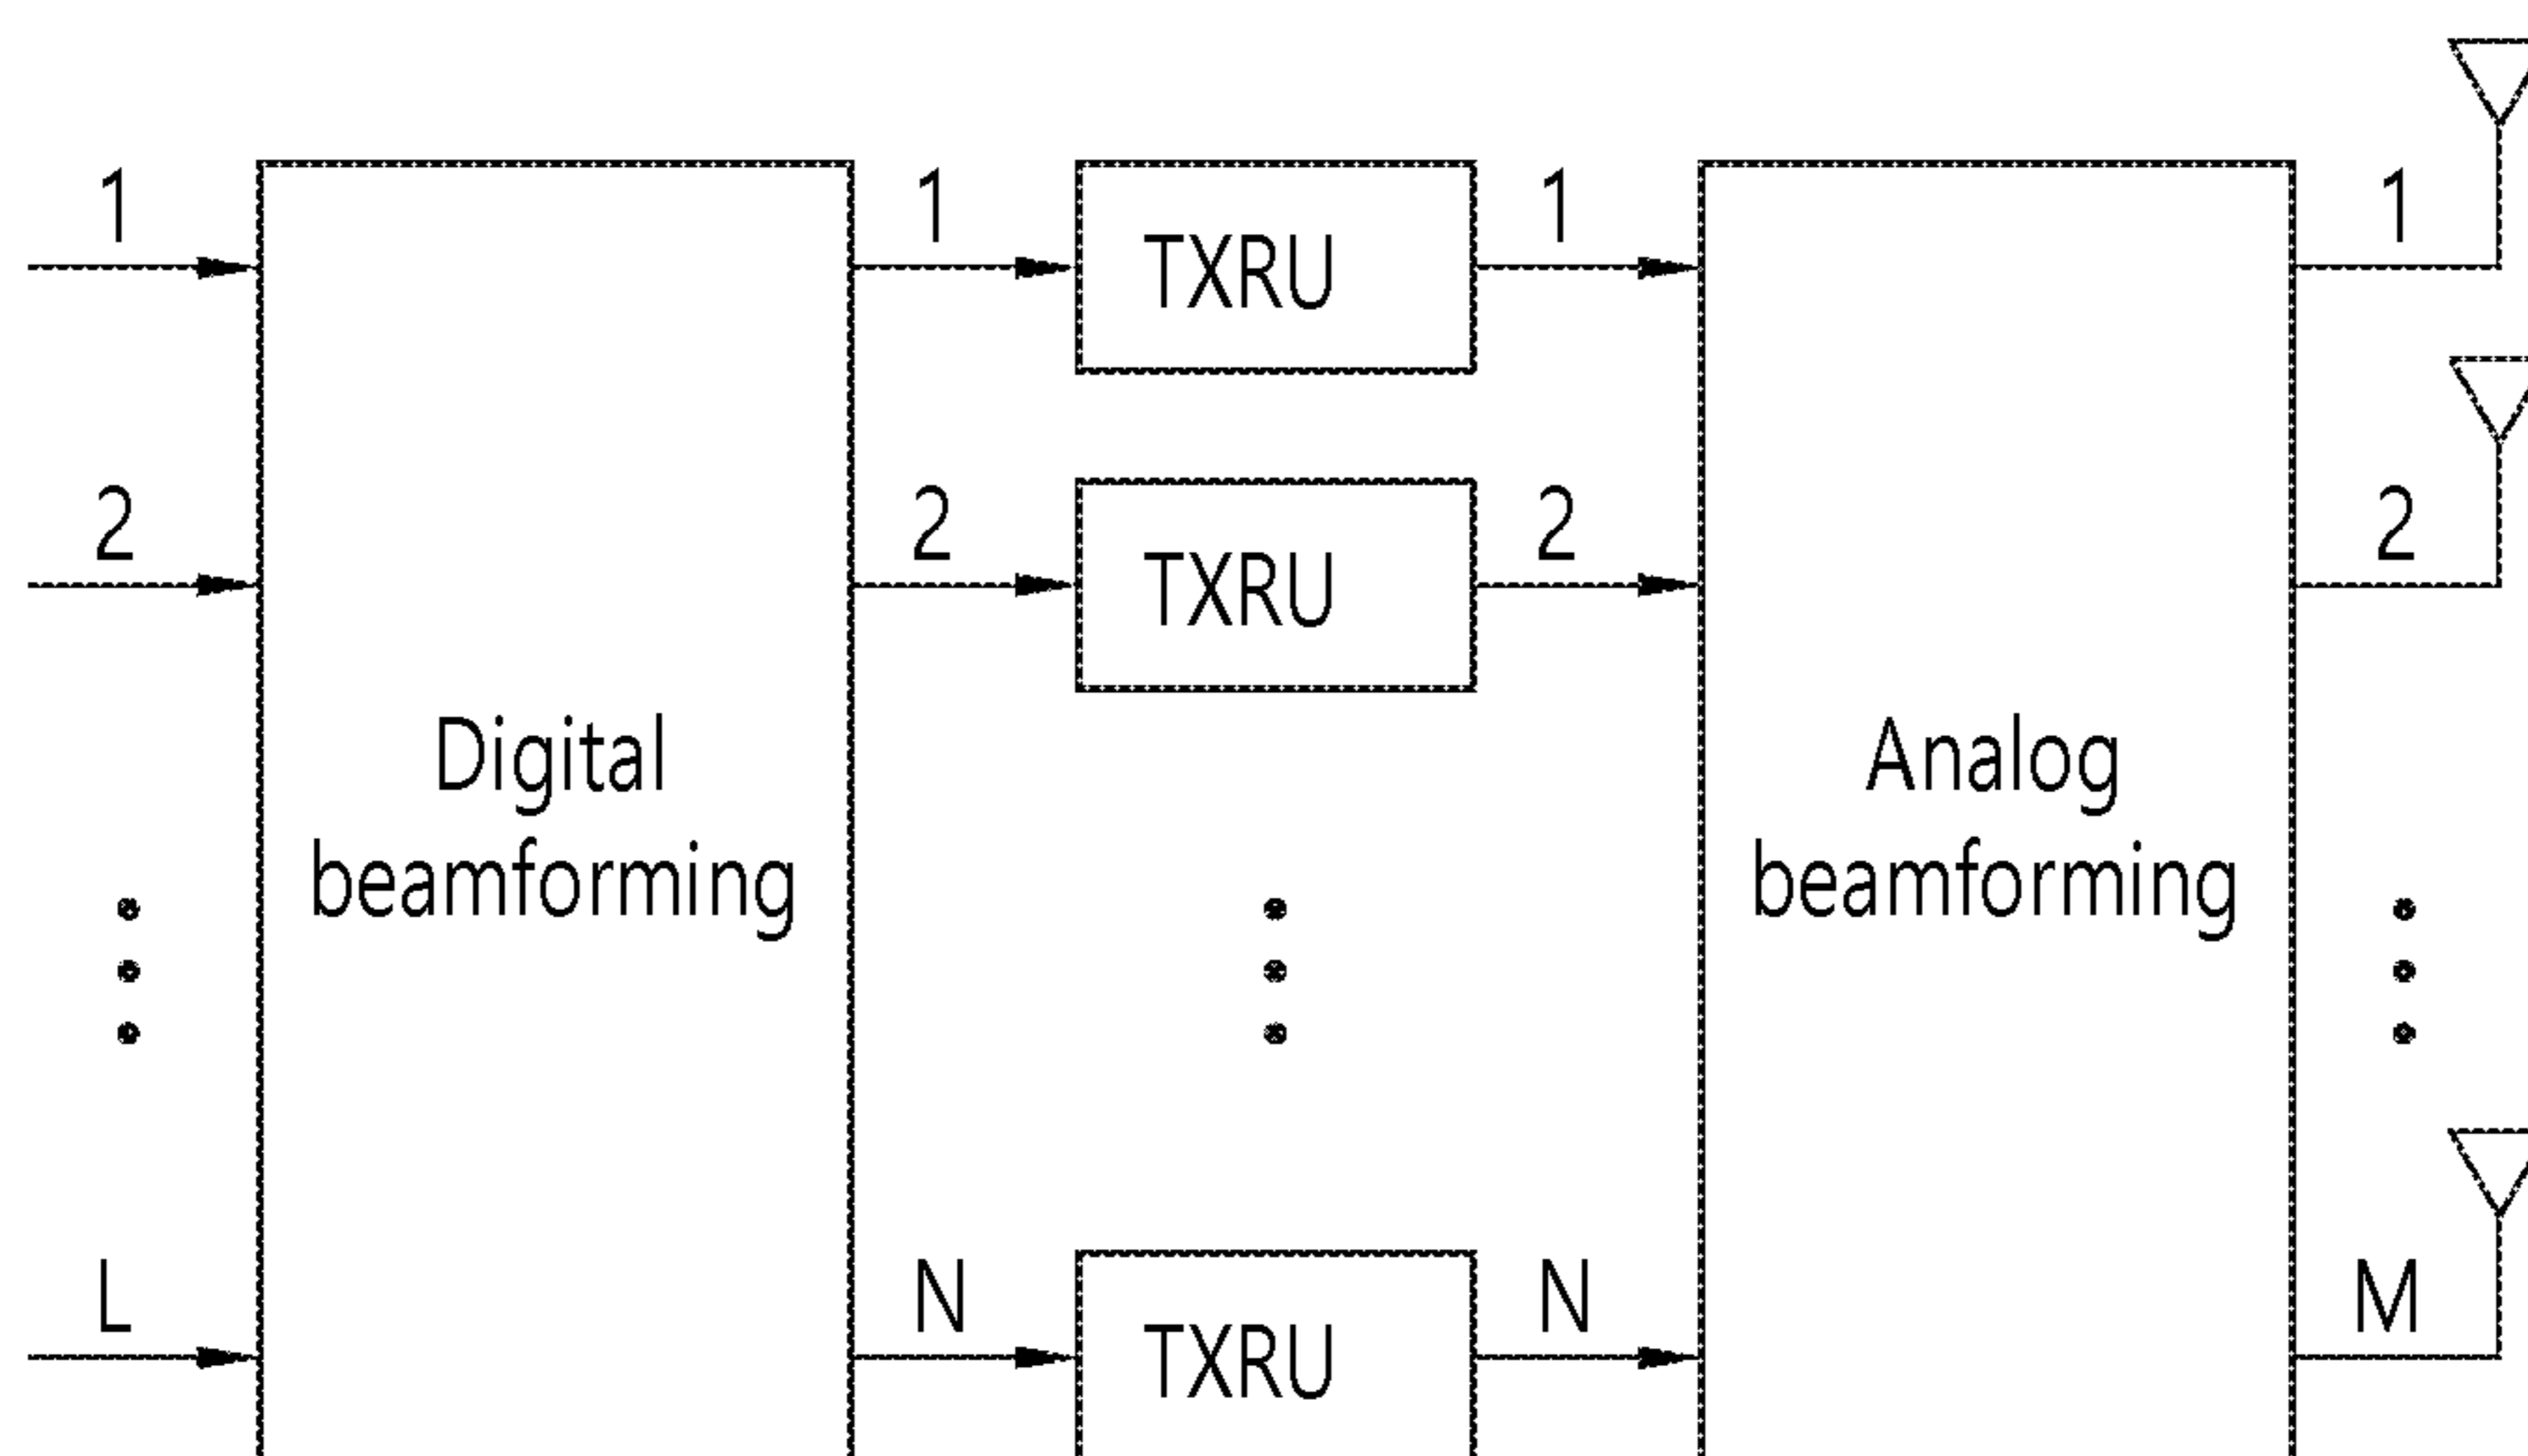 1 1 TXRU 1 1
2 2 TXRU 2 2
Digital
beamforming
Analog
beamforming
L N TXRU N M